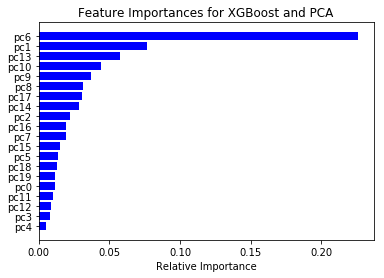 Feature Importances for XGBoost and PCA
pc6
pc1
pc13
pc10
pc9
pc8
pc17
pc14
pc2
pc16
pc7
pc15
pc5
pc18
pc19
pc0
pc11
pc12
pc3
pc4
0.00 0.05 0.10 0.15 0.20
Relative Importance